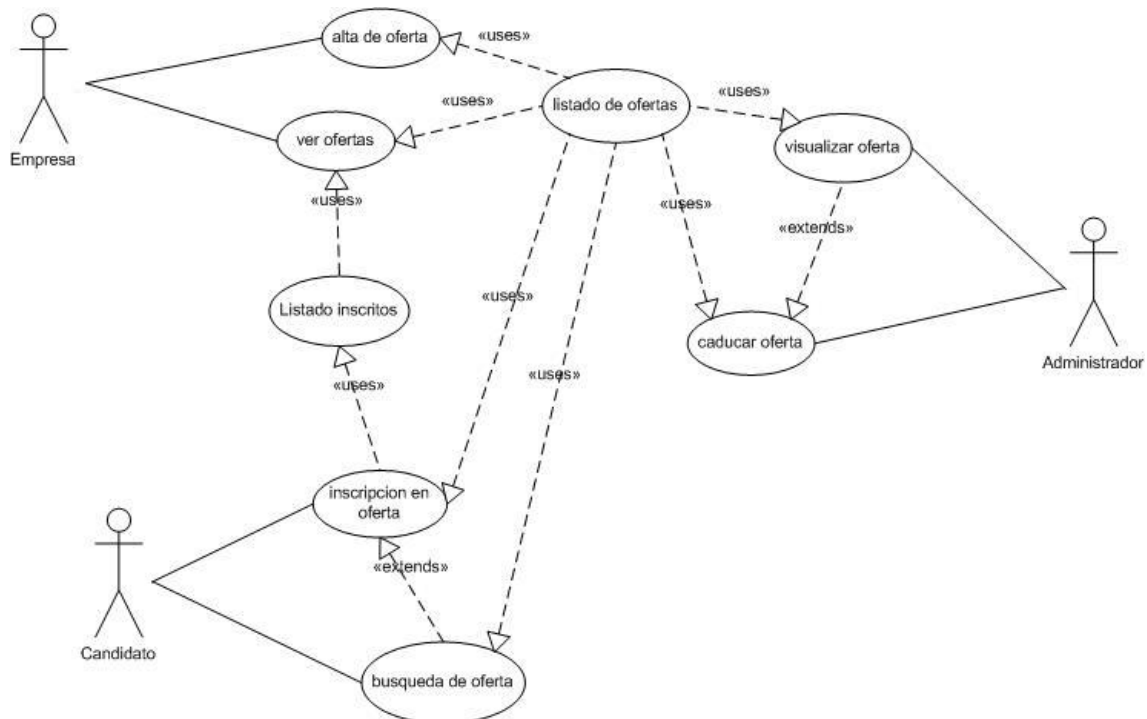 alta de oferta
«uses»
listado de ofertas
«uses»
«uses»
ver ofertas
visualizar oferta
Empresa
«uses»
«uses»
«extends»
Listado inscritos
«uses»
caducar oferta
Administrador
«uses»
«uses»
inscripcion en
oferta
«extends»
Candidato
busqueda de oferta